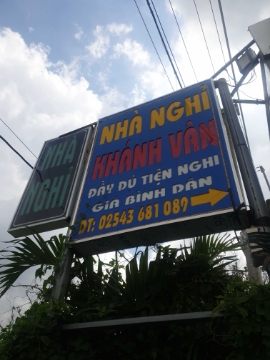 NHÀ
NGHỈ
NHÀ NGHỈ
KHÁNH VÂN
ĐẦY ĐỦ TIỆN NGHI
GIÁ BÌNH DÂN
ĐT: 02543 681 089